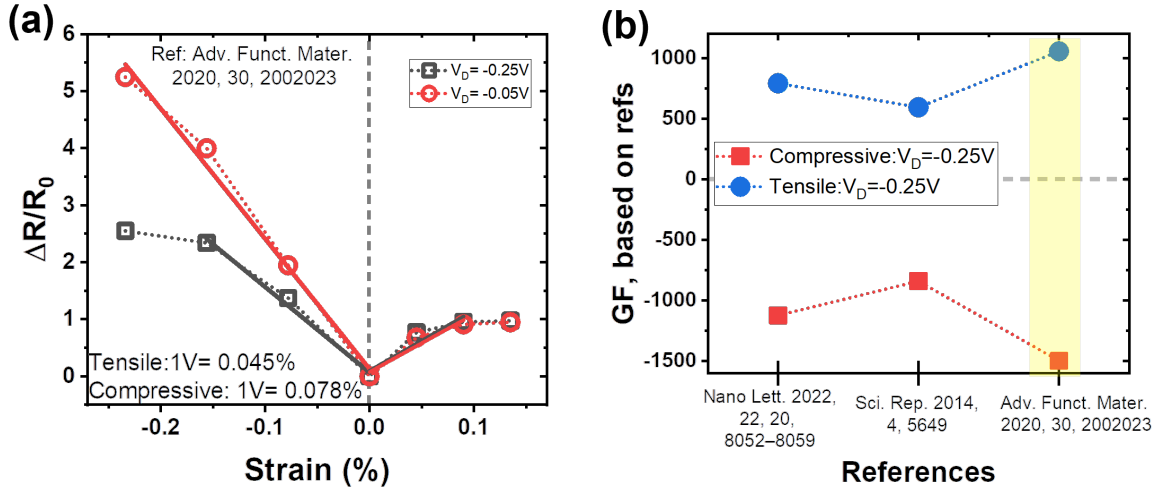 (a)
Ref: Adv. Funct. Mater.
2020, 30, 2002023
V_D= -0.25V
V_D= -0.05V
6
5
4
3
2
1
0
ΔR/R_0
Tensile:1V= 0.045%
Compressive: 1V= 0.078%
-0.2
-0.1
0.0
0.1
Strain (%)
(b)
1000
500
0
-500
-1000
-1500
GF, based on refs
Compressive:V_D=-0.25V
Tensile:V_D=-0.25V
Nano Lett. 2022,
22, 20,
8052–8059
Sci. Rep. 2014,
4, 5649
Adv. Funct. Mater.
2020, 30, 2002023
References